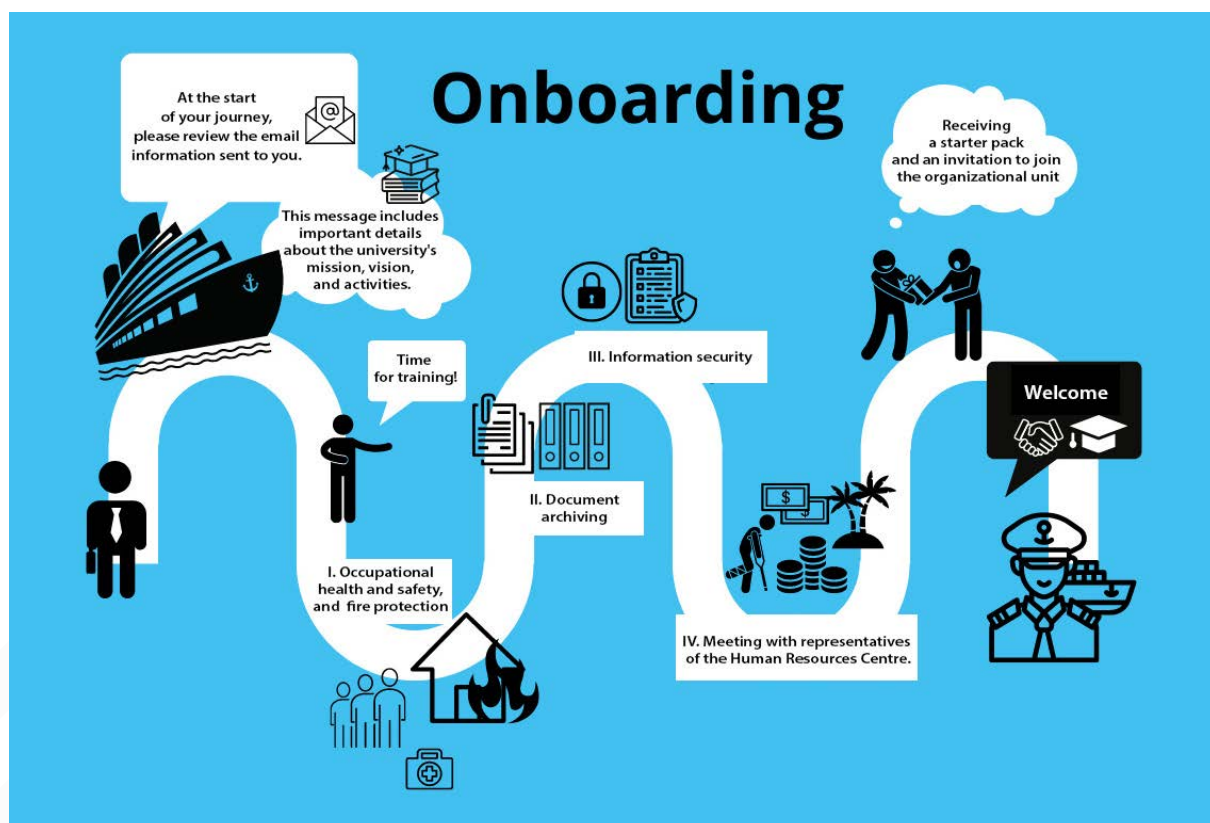 Onboarding
At the start
of your journey,
please review the email
information sent to you.
@
This message includes
important details
about the university's
mission, vision,
and activities.
Time
for training!
I. Occupational
health and safety,
and fire protection
II. Document
archiving
III. Information security
$
$
IV. Meeting with representatives
of the Human Resources Centre.
Receiving
a starter pack
and an invitation to join
the organizational unit
Welcome